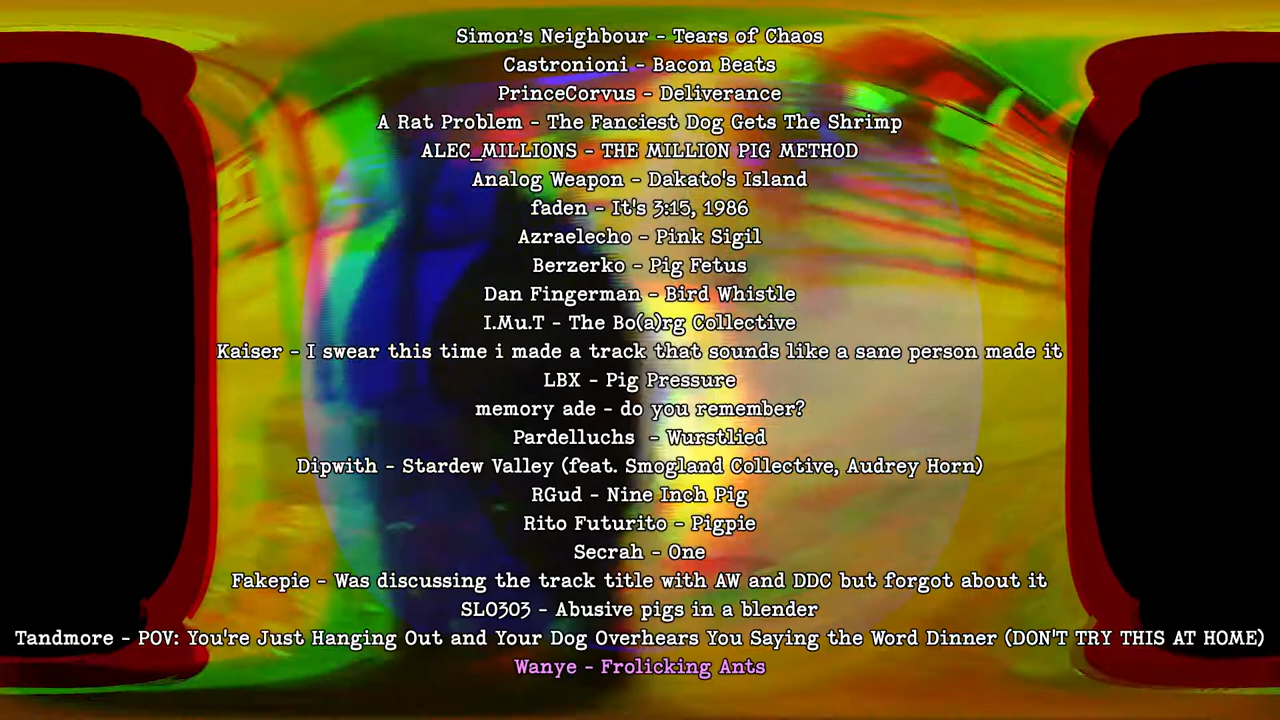 Simon's Neighbour - Tears of Chaos
Castronioni - Bacon Beats
PrinceCorvus - Deliverance
A Rat Problem - The Fanciest Dog Gets The Shrimp
ALEC_MILLIONS - THE MILLION PIG METHOD
Analog Weapon - Dakato's Island
faden - It's 3:15, 1986
Azraelecho - Pink Sigil
Berzerko - Pig Fetus
Dan Fingerman - Bird Whistle
I.Mu.T - The Bo(a)rg Collective
Kaiser - I swear this time i made a track that sounds like a sane person made it
LBX - Pig Pressure
memory ade - do you remember?
Pardelluchs  - Wurstlied
Dipwith - Stardew Valley (feat. Smogland Collective, Audrey Horn)
RGud - Nine Inch Pig
Rito Futurito - Pigpie
Secrah - One
Fakepie - Was discussing the track title with AW and DDC but forgot about it
SLO303 - Abusive pigs in a blender
Tandmore - POV: You're Just Hanging Out and Your Dog Overhears You Saying the Word Dinner (DON'T TRY THIS AT HOME)
Wanye - Frolicking Ants